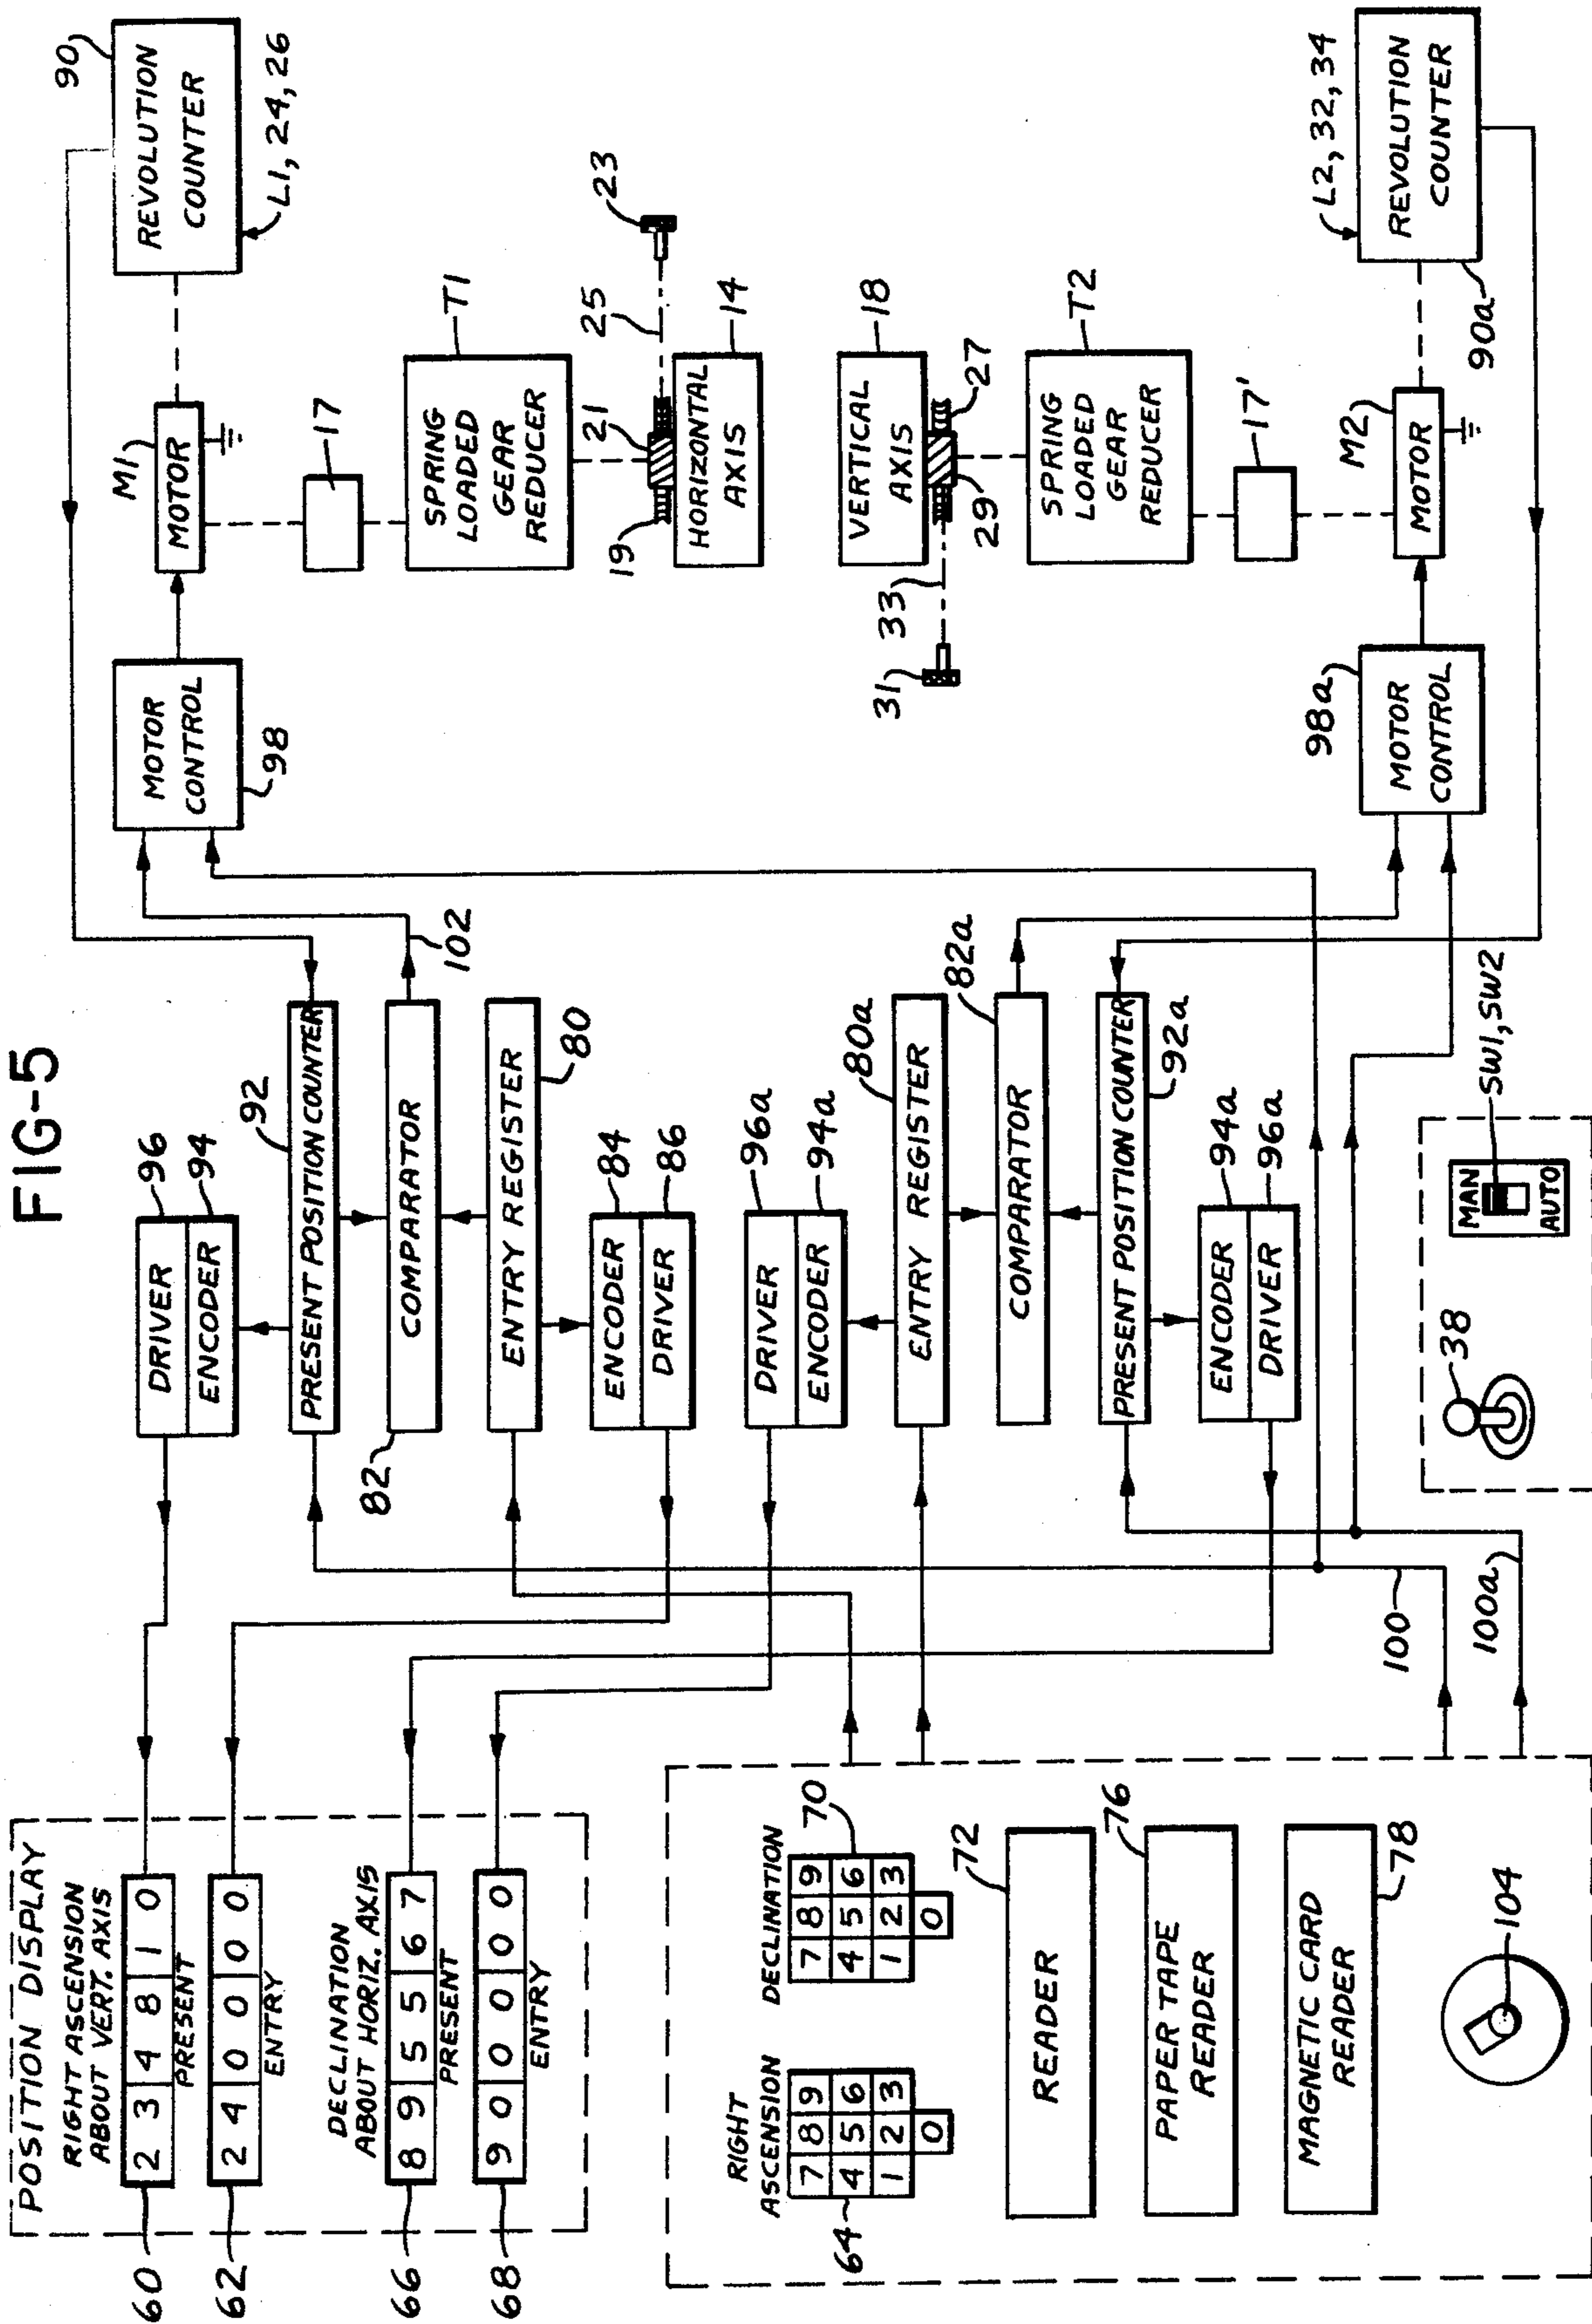 FIG-5
POSITION DISPLAY
RIGHT ASCENSION
ABOUT VERT. AXIS
60
2 3 4 8 1 0
PRESENT
62
2 4 0 0 0 0
ENTRY
DECLINATION
ABOUT HORIZ. AXIS
66
8 9 5 5 6 7
PRESENT
68
9 0 0 0 0 0
ENTRY
RIGHT
ASCENSION
64
7 8 9
4 5 6
1 2 3
0
DECLINATION
70
7 8 9
4 5 6
1 2 3
0
72
READER
76
PAPER TAPE
READER
78
MAGNETIC CARD
READER
104
100
100a
96
DRIVER
94
ENCODER
92
PRESENT POSITION COUNTER
82
COMPARATOR
102
80
ENTRY REGISTER
84
ENCODER
86
DRIVER
96a
DRIVER
94a
ENCODER
80a
ENTRY REGISTER
82a
COMPARATOR
92a
PRESENT POSITION COUNTER
94a
ENCODER
96a
DRIVER
38
MAN
AUTO
SW1, SW2
MOTOR
CONTROL
98
M1
MOTOR
90
REVOLUTION
COUNTER
L1, 24, 26
17
T1
SPRING
LOADED
GEAR
REDUCER
19
21
25
23
HORIZONTAL
AXIS
14
VERTICAL
AXIS
18
31
33
29
27
T2
SPRING
LOADED
GEAR
REDUCER
17'
98a
MOTOR
CONTROL
M2
MOTOR
L2, 32, 34
REVOLUTION
COUNTER
90a